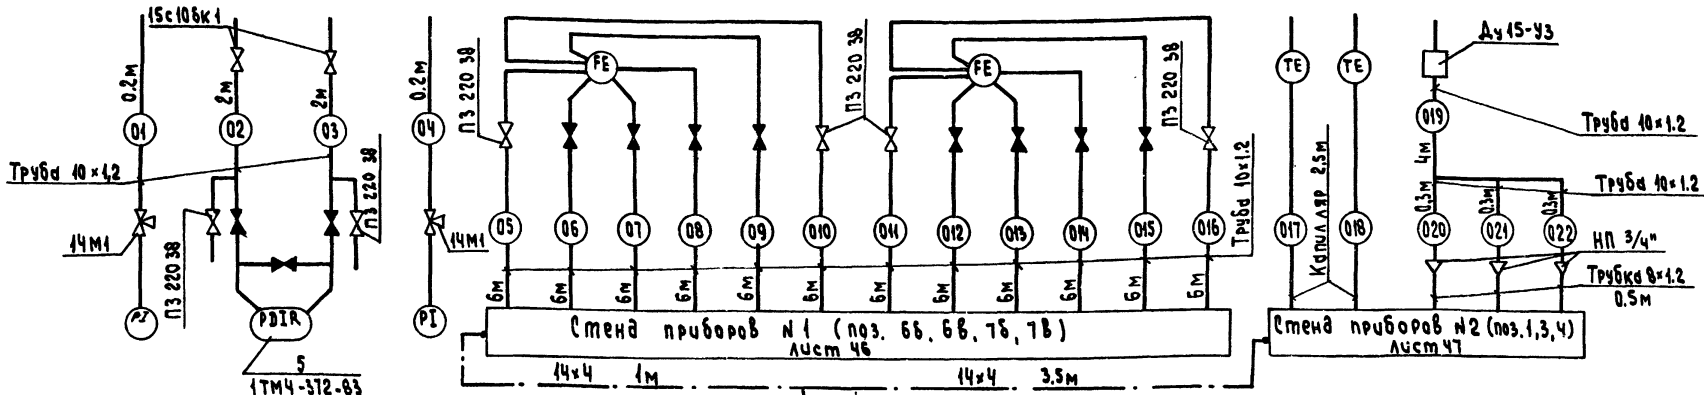 15с10бк1
0.2м
2м
2м
01
02
03
Труба 10×1,2
14М1
ПЗ 220 38
ПЗ 220 38
PI
PDIR
5
1ТМ4-372-83
0.2м
04
14М1
PI
ПЗ 220 38
FE
ПЗ 220 38
FE
ПЗ 220 38
Труба 10×1.2
05
06
07
08
09
010
011
012
013
014
015
016
6м
6м
6м
6м
6м
6м
6м
6м
6м
6м
6м
6м
Стенд приборов N1 (поз. 6б, 6в, 7б, 7в)
Лист 46
14×4 1м
14×4 3.5м
TE
TE
017
018
Капилляр 2,5м
Ду15-У3
019
Труба 10×1.2
4м
Труба 10×1.2
0,3м
0.3м
0.3м
020
021
022
НП 3/4"
Трубка 8×1.2
0.5м
Стенд приборов N2 (поз.1,3,4)
Лист 47